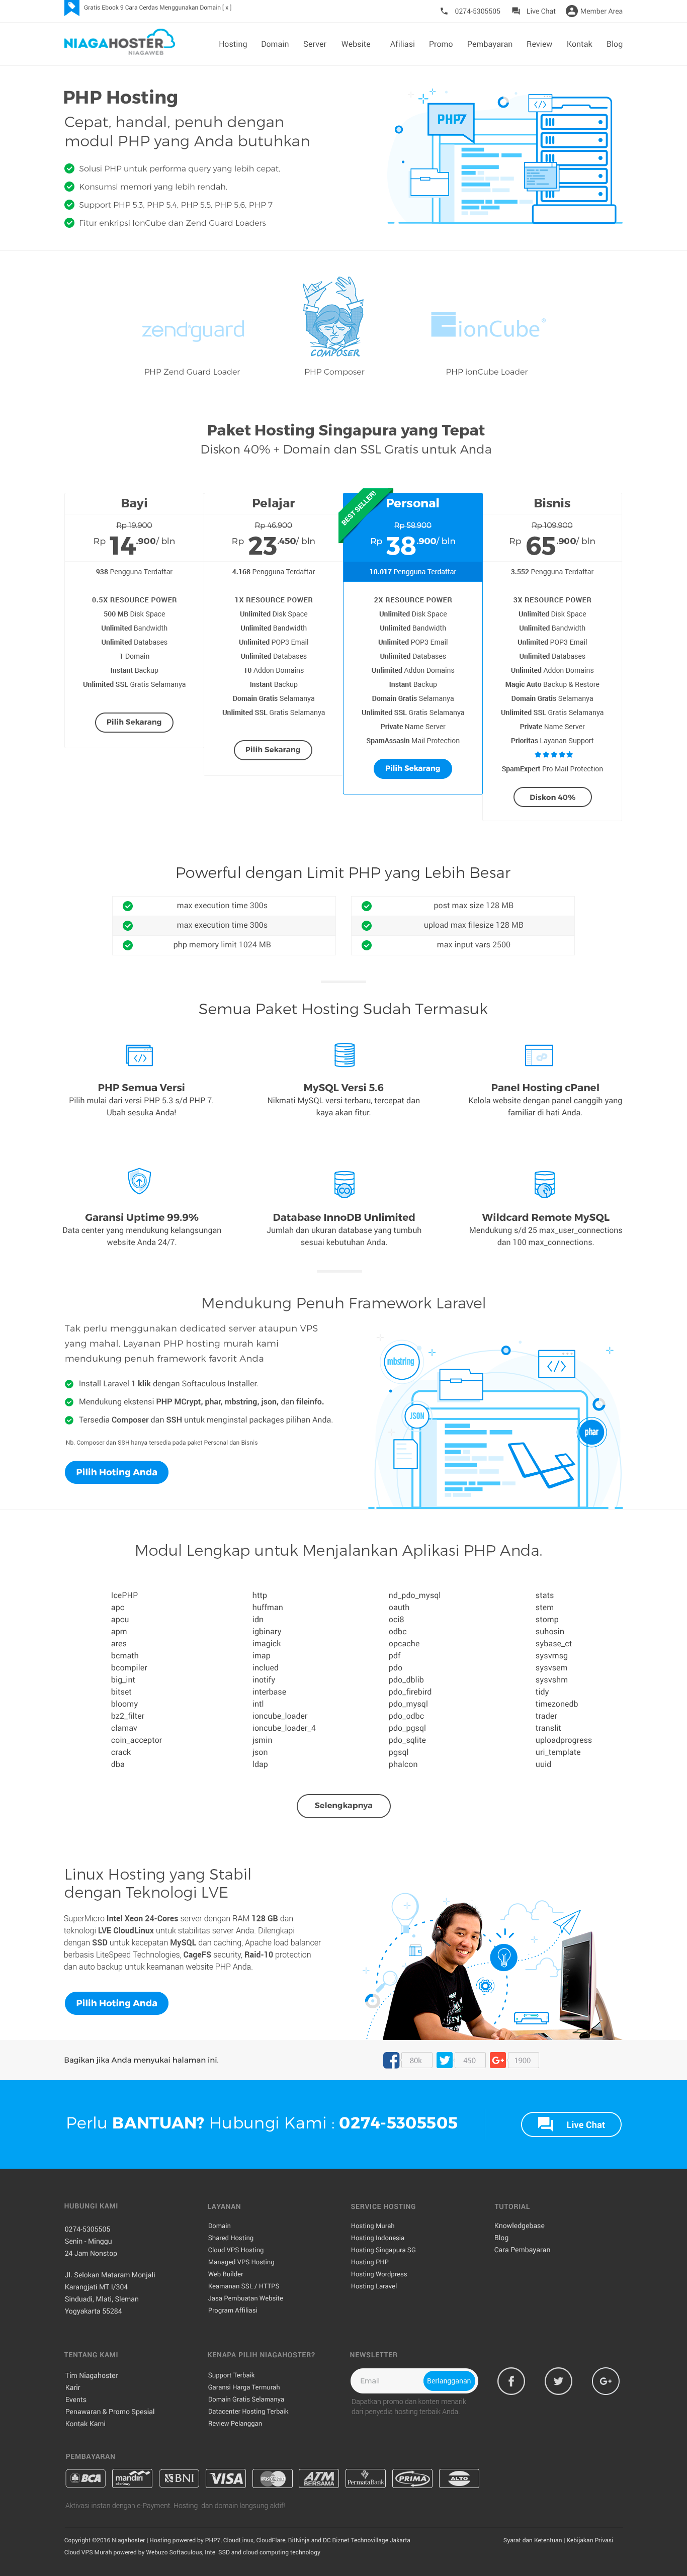 Gratis Ebook 9 Cara Cerdas Menggunakan Domain [ x ]
0274-5305505
Live Chat
Member Area
NIAGAHOSTER
NIAGAWEB
Hosting Domain Server Website Afiliasi Promo Pembayaran Review Kontak Blog
PHP Hosting
Cepat, handal, penuh dengan
modul PHP yang Anda butuhkan
Solusi PHP untuk performa query yang lebih cepat.
Konsumsi memori yang lebih rendah.
Support PHP 5.3, PHP 5.4, PHP 5.5, PHP 5.6, PHP 7
Fitur enkripsi IonCube dan Zend Guard Loaders
PHP7
</>
zend guard
COMPOSER
ionCube
PHP Zend Guard Loader
PHP Composer
PHP ionCube Loader
Paket Hosting Singapura yang Tepat
Diskon 40% + Domain dan SSL Gratis untuk Anda
Bayi
Rp 19.900
Rp 14.900/ bln
938 Pengguna Terdaftar
0.5X RESOURCE POWER
500 MB Disk Space
Unlimited Bandwidth
Unlimited Databases
1 Domain
Instant Backup
Unlimited SSL Gratis Selamanya
Pilih Sekarang
Pelajar
Rp 46.900
Rp 23.450/ bln
4.168 Pengguna Terdaftar
1X RESOURCE POWER
Unlimited Disk Space
Unlimited Bandwidth
Unlimited POP3 Email
Unlimited Databases
10 Addon Domains
Instant Backup
Domain Gratis Selamanya
Unlimited SSL Gratis Selamanya
Pilih Sekarang
BEST SELLER!
Personal
Rp 58.900
Rp 38.900/ bln
10.017 Pengguna Terdaftar
2X RESOURCE POWER
Unlimited Disk Space
Unlimited Bandwidth
Unlimited POP3 Email
Unlimited Databases
Unlimited Addon Domains
Instant Backup
Domain Gratis Selamanya
Unlimited SSL Gratis Selamanya
Private Name Server
SpamAssasin Mail Protection
Pilih Sekarang
Bisnis
Rp 109.900
Rp 65.900/ bln
3.552 Pengguna Terdaftar
3X RESOURCE POWER
Unlimited Disk Space
Unlimited Bandwidth
Unlimited POP3 Email
Unlimited Databases
Unlimited Addon Domains
Magic Auto Backup & Restore
Domain Gratis Selamanya
Unlimited SSL Gratis Selamanya
Private Name Server
Prioritas Layanan Support
SpamExpert Pro Mail Protection
Diskon 40%
Powerful dengan Limit PHP yang Lebih Besar
max execution time 300s
max execution time 300s
php memory limit 1024 MB
post max size 128 MB
upload max filesize 128 MB
max input vars 2500
Semua Paket Hosting Sudah Termasuk
</>
PHP Semua Versi
Pilih mulai dari versi PHP 5.3 s/d PHP 7.
Ubah sesuka Anda!
MySQL Versi 5.6
Nikmati MySQL versi terbaru, tercepat dan
kaya akan fitur.
Panel Hosting cPanel
Kelola website dengan panel canggih yang
familiar di hati Anda.
Garansi Uptime 99.9%
Data center yang mendukung kelangsungan
website Anda 24/7.
Database InnoDB Unlimited
Jumlah dan ukuran database yang tumbuh
sesuai kebutuhan Anda.
Wildcard Remote MySQL
Mendukung s/d 25 max_user_connections
dan 100 max_connections.
Mendukung Penuh Framework Laravel
Tak perlu menggunakan dedicated server ataupun VPS
yang mahal. Layanan PHP hosting murah kami
mendukung penuh framework favorit Anda
Install Laravel 1 klik dengan Softaculous Installer.
Mendukung ekstensi PHP MCrypt, phar, mbstring, json, dan fileinfo.
Tersedia Composer dan SSH untuk menginstal packages pilihan Anda.
Nb. Composer dan SSH hanya tersedia pada paket Personal dan Bisnis
Pilih Hoting Anda
mbstring
</>
JSON
phar
Modul Lengkap untuk Menjalankan Aplikasi PHP Anda.
IcePHP
apc
apcu
apm
ares
bcmath
bcompiler
big_int
bitset
bloomy
bz2_filter
clamav
coin_acceptor
crack
dba
http
huffman
idn
igbinary
imagick
imap
inclued
inotify
interbase
intl
ioncube_loader
ioncube_loader_4
jsmin
json
ldap
nd_pdo_mysql
oauth
oci8
odbc
opcache
pdf
pdo
pdo_dblib
pdo_firebird
pdo_mysql
pdo_odbc
pdo_pgsql
pdo_sqlite
pgsql
phalcon
stats
stem
stomp
suhosin
sybase_ct
sysvmsg
sysvsem
sysvshm
tidy
timezonedb
trader
translit
uploadprogress
uri_template
uuid
Selengkapnya
Linux Hosting yang Stabil
dengan Teknologi LVE
SuperMicro Intel Xeon 24-Cores server dengan RAM 128 GB dan
teknologi LVE CloudLinux untuk stabilitas server Anda. Dilengkapi
dengan SSD untuk kecepatan MySQL dan caching, Apache load balancer
berbasis LiteSpeed Technologies, CageFS security, Raid-10 protection
dan auto backup untuk keamanan website PHP Anda.
Pilih Hoting Anda
Bagikan jika Anda menyukai halaman ini.
80k
450
G+
1900
Perlu BANTUAN? Hubungi Kami : 0274-5305505
Live Chat
HUBUNGI KAMI
0274-5305505
Senin - Minggu
24 Jam Nonstop
Jl. Selokan Mataram Monjali
Karangjati MT I/304
Sinduadi, Mlati, Sleman
Yogyakarta 55284
LAYANAN
Domain
Shared Hosting
Cloud VPS Hosting
Managed VPS Hosting
Web Builder
Keamanan SSL / HTTPS
Jasa Pembuatan Website
Program Affiliasi
SERVICE HOSTING
Hosting Murah
Hosting Indonesia
Hosting Singapura SG
Hosting PHP
Hosting Wordpress
Hosting Laravel
TUTORIAL
Knowledgebase
Blog
Cara Pembayaran
TENTANG KAMI
Tim Niagahoster
Karir
Events
Penawaran & Promo Spesial
Kontak Kami
KENAPA PILIH NIAGAHOSTER?
Support Terbaik
Garansi Harga Termurah
Domain Gratis Selamanya
Datacenter Hosting Terbaik
Review Pelanggan
NEWSLETTER
Email
Berlangganan
Dapatkan promo dan konten menarik
dari penyedia hosting terbaik Anda.
G+
PEMBAYARAN
BCA
mandiri
BNI
VISA
MasterCard
ATM
BERSAMA
PermataBank
PRIMA
ALTO
Aktivasi instan dengan e-Payment. Hosting dan domain langsung aktif!
Copyright ©2016 Niagahoster | Hosting powered by PHP7, CloudLinux, CloudFlare, BitNinja and DC Biznet Technovillage Jakarta
Cloud VPS Murah powered by Webuzo Softaculous, Intel SSD and cloud computing technology
Syarat dan Ketentuan | Kebijakan Privasi